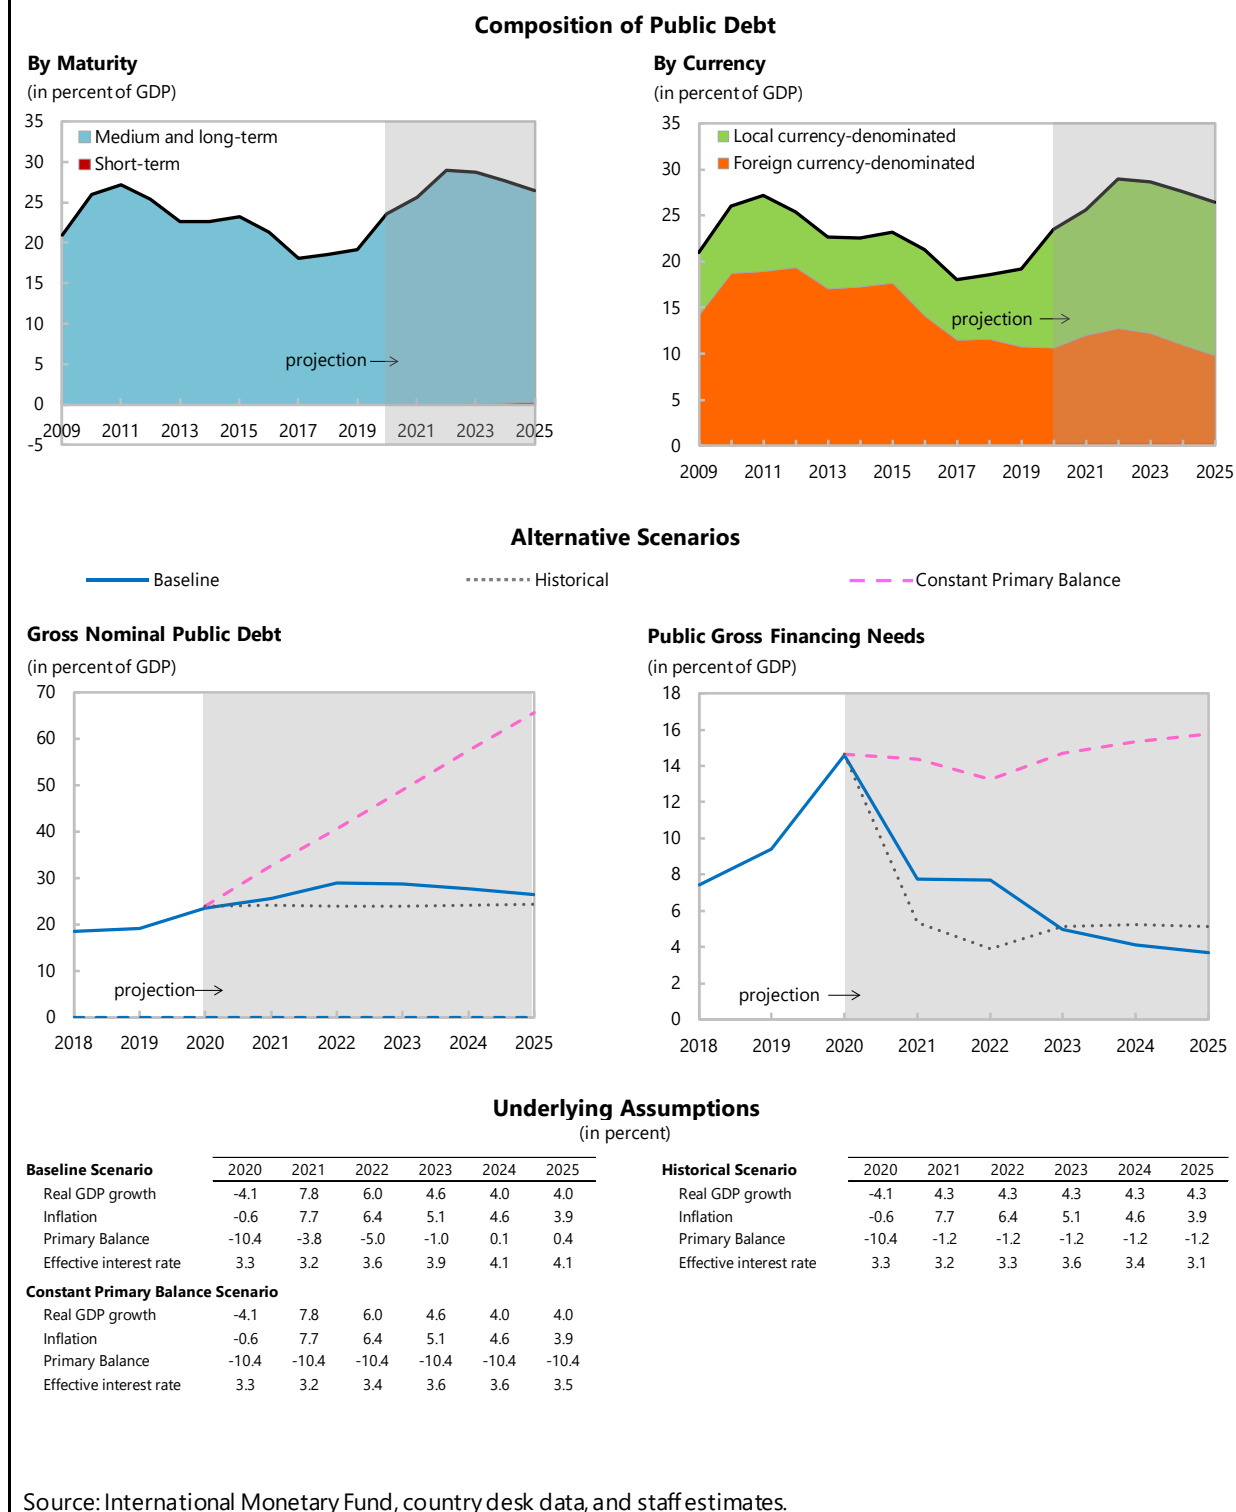 Composition of Public Debt
By Maturity
(in percent of GDP)
35
30
25
20
15
10
5
0
-5
Medium and long-term
Short-term
projection
2009 2011 2013 2015 2017 2019 2021 2023 2025
By Currency
(in percent of GDP)
35
30
25
20
15
10
5
0
Local currency-denominated
Foreign currency-denominated
projection
2009 2011 2013 2015 2017 2019 2021 2023 2025
Alternative Scenarios
Baseline Historical Constant Primary Balance
Gross Nominal Public Debt
(in percent of GDP)
70
60
50
40
30
20
10
0
projection
2018 2019 2020 2021 2022 2023 2024 2025
Public Gross Financing Needs
(in percent of GDP)
18
16
14
12
10
8
6
4
2
0
projection
2018 2019 2020 2021 2022 2023 2024 2025
Underlying Assumptions
(in percent)
Baseline Scenario 2020 2021 2022 2023 2024 2025
Real GDP growth -4.1 7.8 6.0 4.6 4.0 4.0
Inflation -0.6 7.7 6.4 5.1 4.6 3.9
Primary Balance -10.4 -3.8 -5.0 -1.0 0.1 0.4
Effective interest rate 3.3 3.2 3.6 3.9 4.1 4.1
Constant Primary Balance Scenario
Real GDP growth -4.1 7.8 6.0 4.6 4.0 4.0
Inflation -0.6 7.7 6.4 5.1 4.6 3.9
Primary Balance -10.4 -10.4 -10.4 -10.4 -10.4 -10.4
Effective interest rate 3.3 3.2 3.4 3.6 3.6 3.5
Historical Scenario 2020 2021 2022 2023 2024 2025
Real GDP growth -4.1 4.3 4.3 4.3 4.3 4.3
Inflation -0.6 7.7 6.4 5.1 4.6 3.9
Primary Balance -10.4 -1.2 -1.2 -1.2 -1.2 -1.2
Effective interest rate 3.3 3.2 3.3 3.6 3.4 3.1
Source: International Monetary Fund, country desk data, and staff estimates.